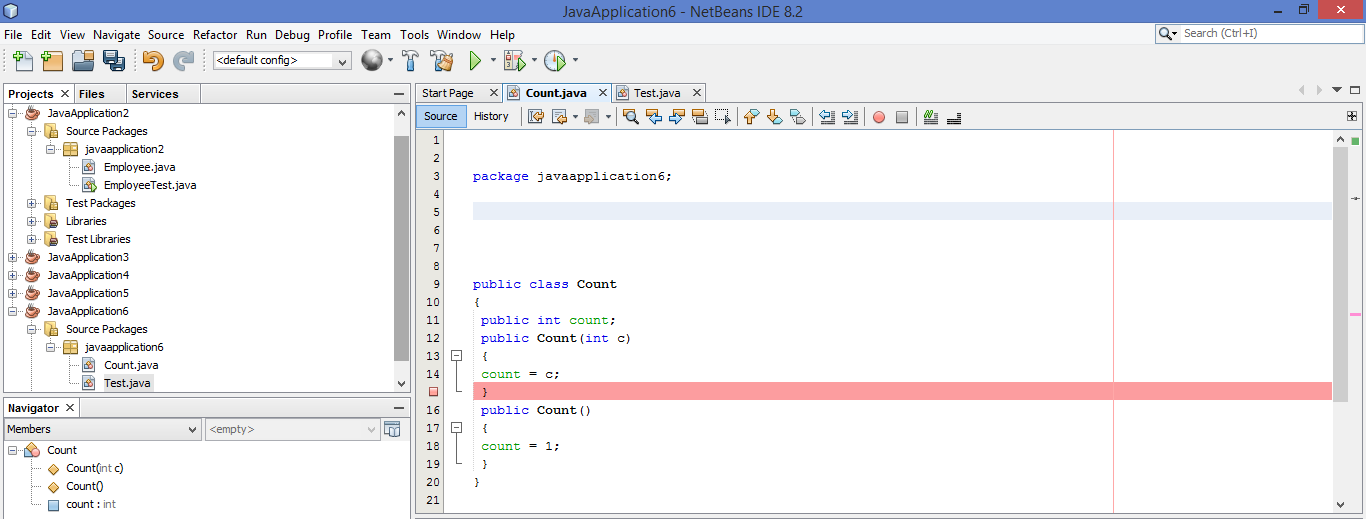 JavaApplication6 - NetBeans IDE 8.2
File Edit View Navigate Source Refactor Run Debug Profile Team Tools Window Help
Search (Ctrl+I)
<default config>
Projects Files Services
JavaApplication2
Source Packages
javaapplication2
Employee.java
EmployeeTest.java
Test Packages
Libraries
Test Libraries
JavaApplication3
JavaApplication4
JavaApplication5
JavaApplication6
Source Packages
javaapplication6
Count.java
Test.java
Navigator
Members <empty>
Count
Count(int c)
Count()
count : int
Start Page Count.java Test.java
Source History
1
2
3 package javaapplication6;
4
5
6
7
8
9 public class Count
10 {
11 public int count;
12 public Count(int c)
13 {
14 count = c;
}
16 public Count()
17 {
18 count = 1;
19 }
20 }
21